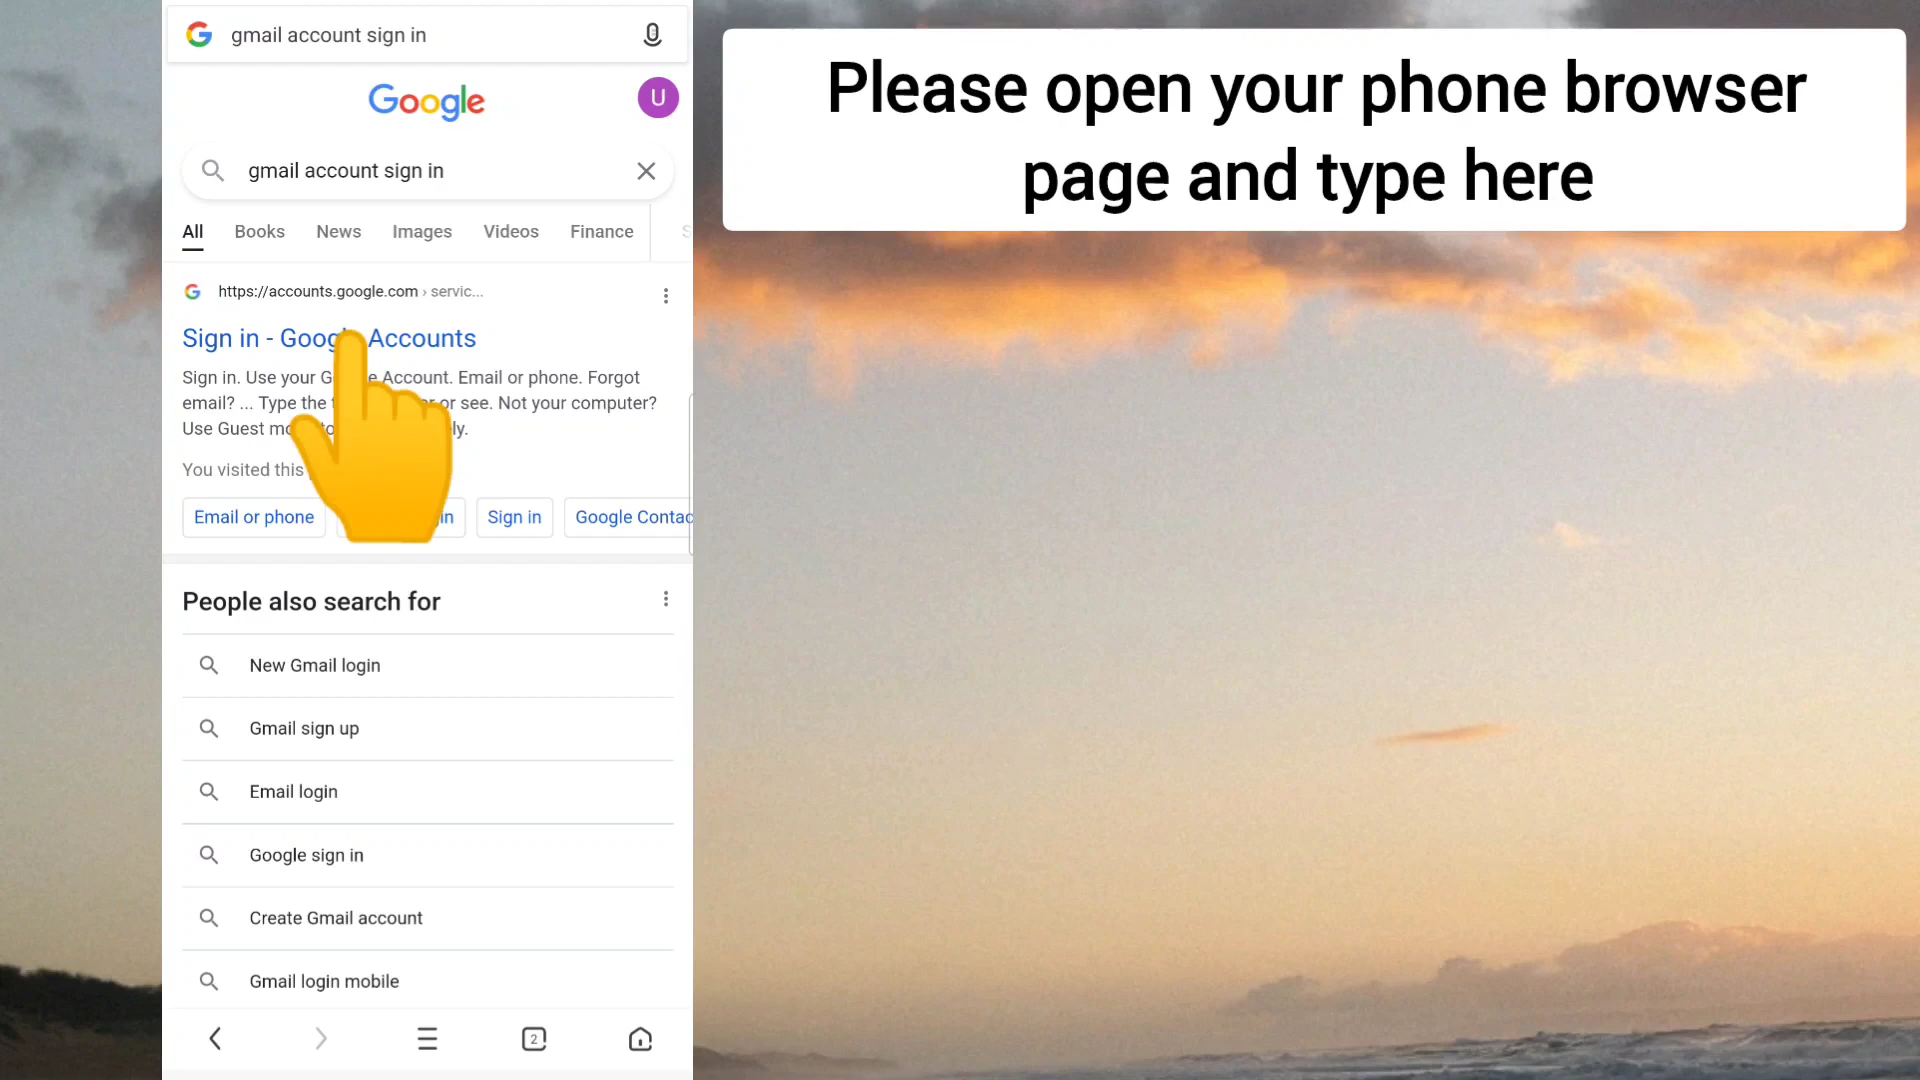 gmail account sign in
Google
U
gmail account sign in
All Books News Images Videos Finance
https://accounts.google.com › servic...
Sign in - Goog Accounts
Sign in. Use your G e Account. Email or phone. Forgot
email? ... Type the or see. Not your computer?
Use Guest ly.
You visited this
Email or phone in Sign in Google Contac
People also search for
New Gmail login
Gmail sign up
Email login
Google sign in
Create Gmail account
Gmail login mobile
2
Please open your phone browser
page and type here